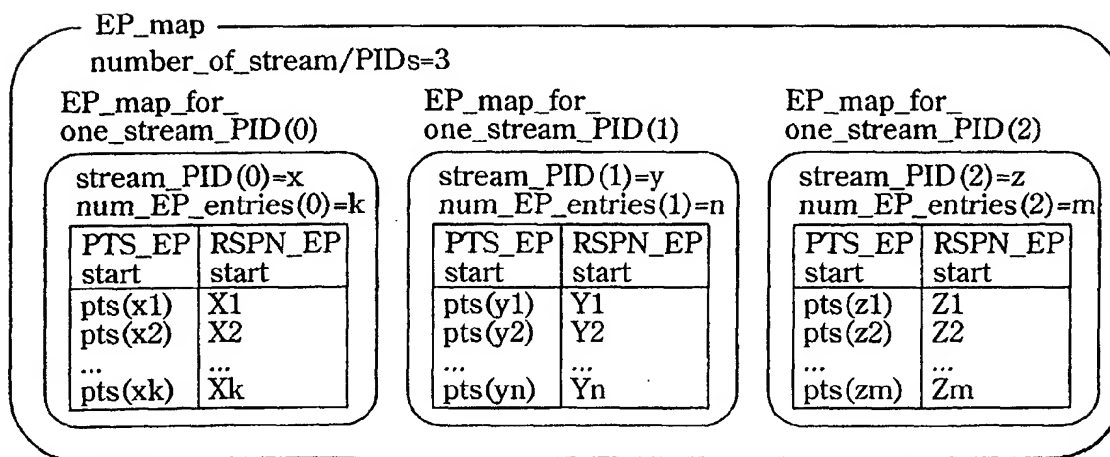 EP_map
number_of_stream/PIDs=3
EP_map_for_
one_stream_PID(0)
stream_PID(0)=x
num_EP_entries(0)=k
PTS_EP RSPN_EP
start start
pts(x1) X1
pts(x2) X2
... ...
pts(xk) Xk
EP_map_for_
one_stream_PID(1)
stream_PID(1)=y
num_EP_entries(1)=n
PTS_EP RSPN_EP
start start
pts(y1) Y1
pts(y2) Y2
... ...
pts(yn) Yn
EP_map_for_
one_stream_PID(2)
stream_PID(2)=z
num_EP_entries(2)=m
PTS_EP RSPN_EP
start start
pts(z1) Z1
pts(z2) Z2
... ...
pts(zm) Zm